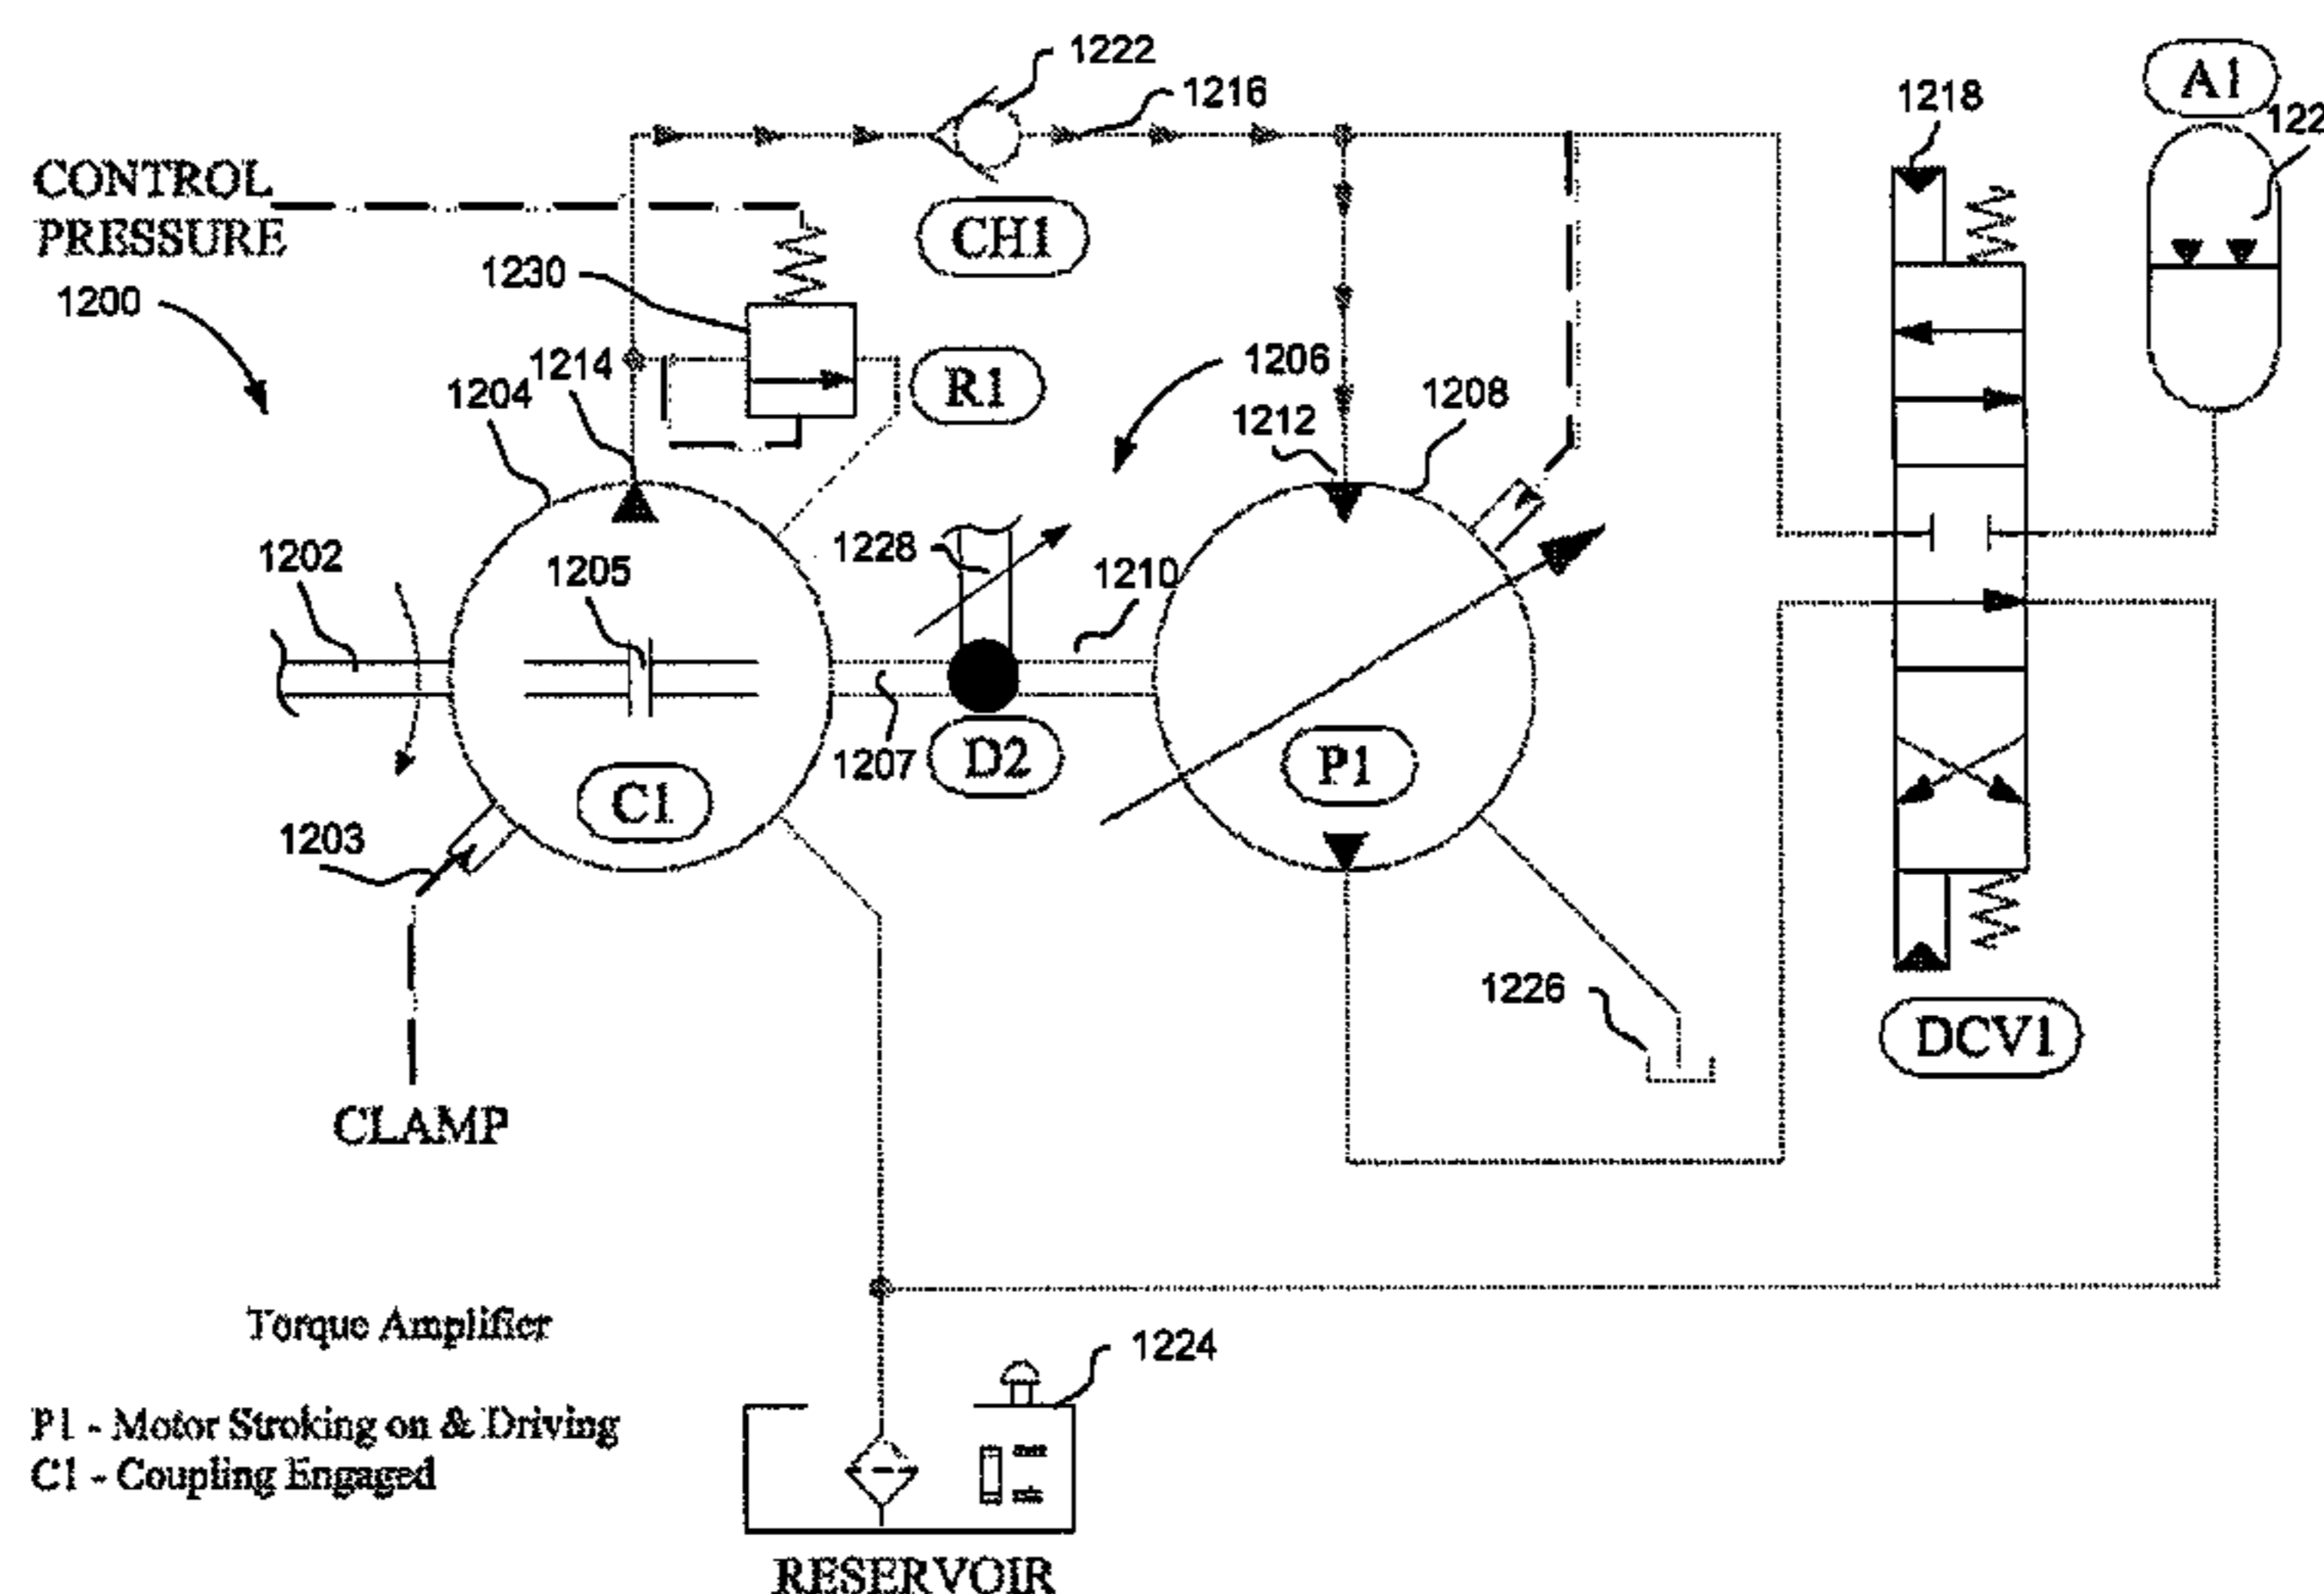 1222
A1
1216
1218
122
CONTROL
PRESSURE
CH1
1230
1200
1214
R1
1206
1204
1208
1212
1202
1205
1228
1210
1207
D2
P1
C1
1203
1226
DCV1
CLAMP
Torque Amplifier
1224
P1 - Motor Stroking on & Driving
C1 - Coupling Engaged
RESERVOIR